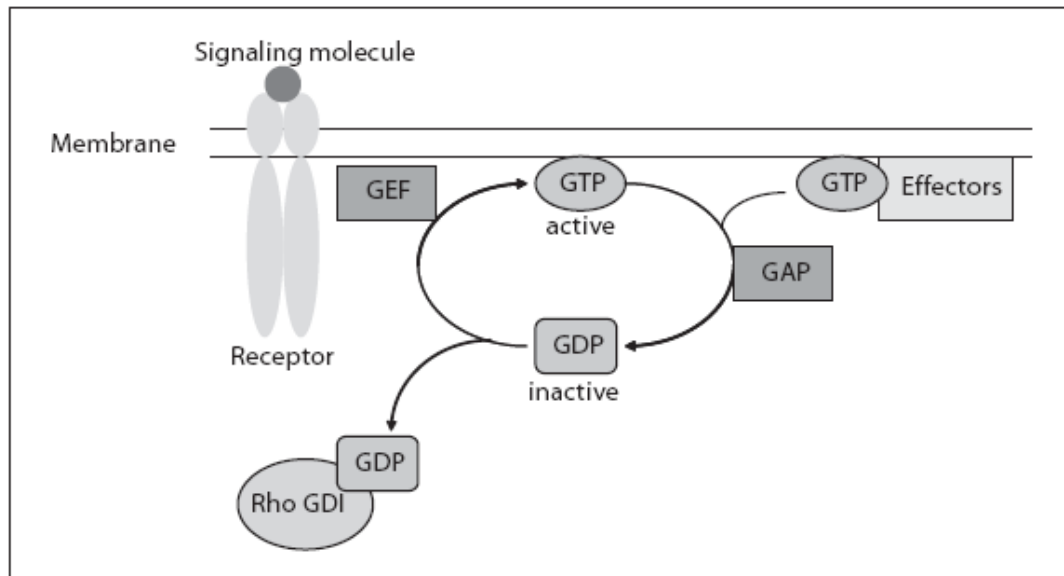 Signaling molecule
Membrane
GEF
GTP
active
GTP
Effectors
GAP
Receptor
GDP
inactive
GDP
Rho GDI